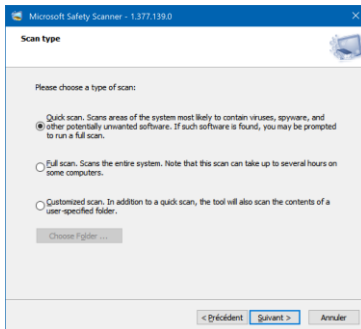 Microsoft Safety Scanner - 1.377.139.0
Scan type
Please choose a type of scan:
Quick scan. Scans areas of the system most likely to contain viruses, spyware, and
other potentially unwanted software. If such software is found, you may be prompted
to run a full scan.
Full scan. Scans the entire system. Note that this scan can take up to several hours on
some computers.
Customized scan. In addition to a quick scan, the tool will also scan the contents of a
user-specified folder.
Choose Folder ...
< Précédent
Suivant >
Annuler